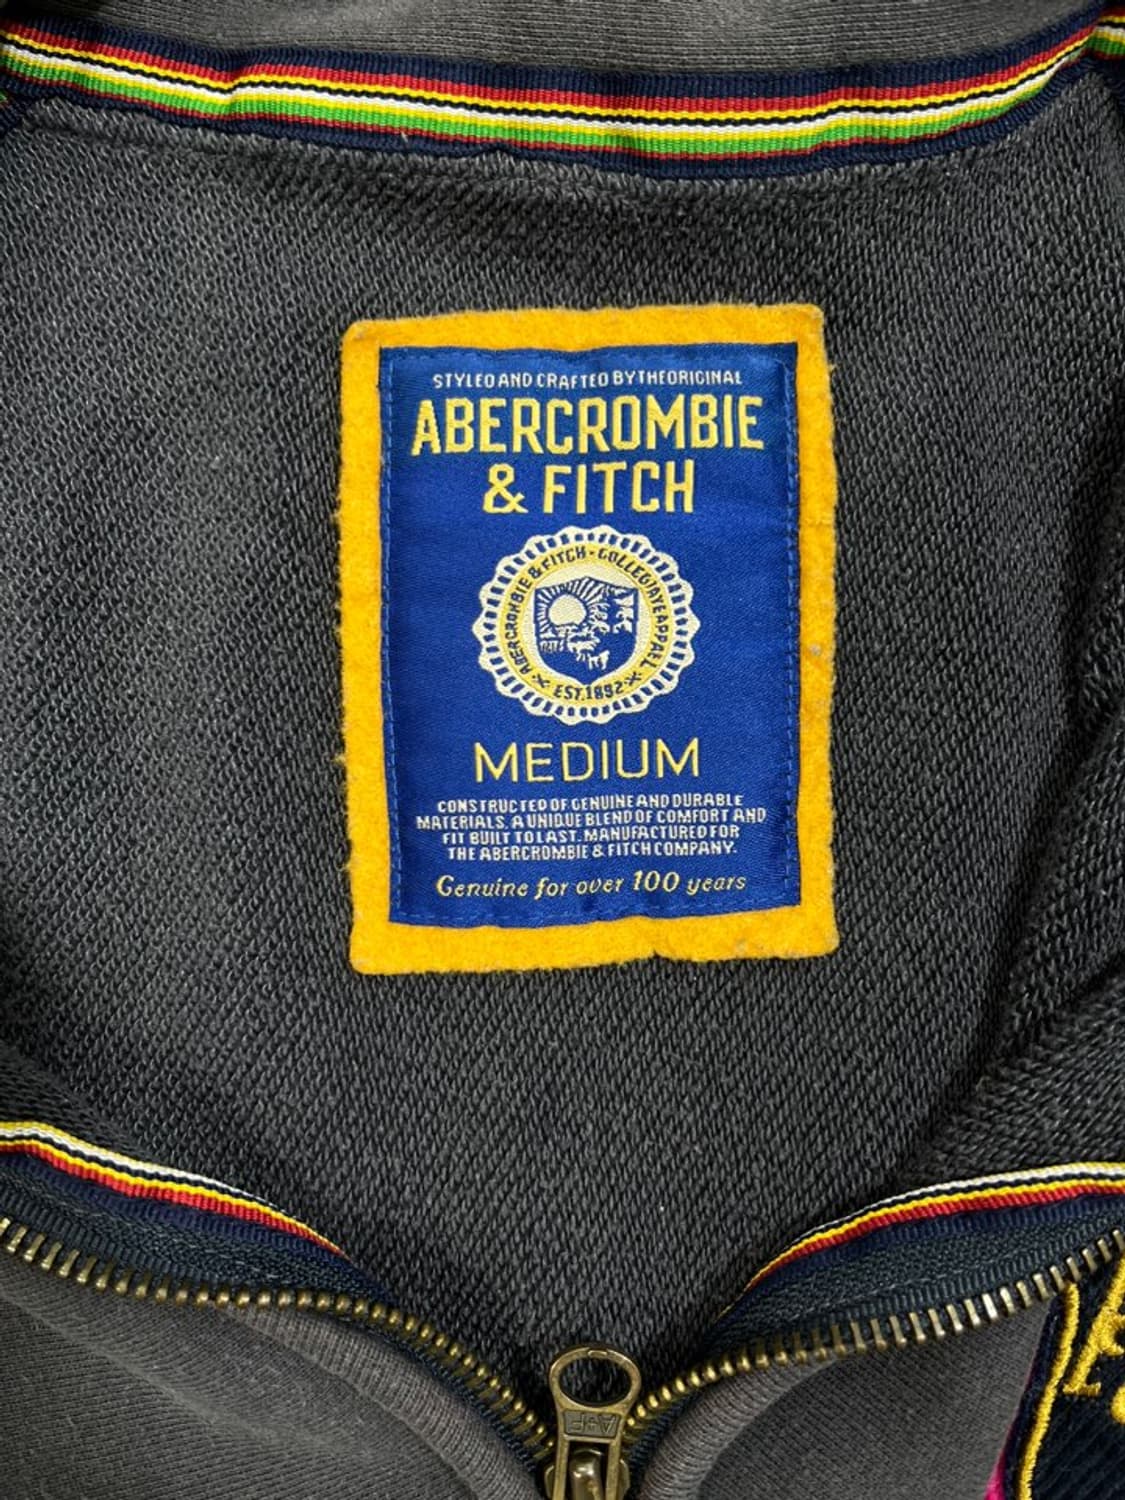 STYLED AND CRAFTED BY THE ORIGINAL
ABERCROMBIE
& FITCH
ABERCROMBIE & FITCH - COLLEGIATE APPAREL
EST. 1892
MEDIUM
CONSTRUCTED OF GENUINE AND DURABLE
MATERIALS, A UNIQUE BLEND OF COMFORT AND
FIT BUILT TO LAST. MANUFACTURED FOR
THE ABERCROMBIE & FITCH COMPANY.
Genuine for over 100 years
A&F